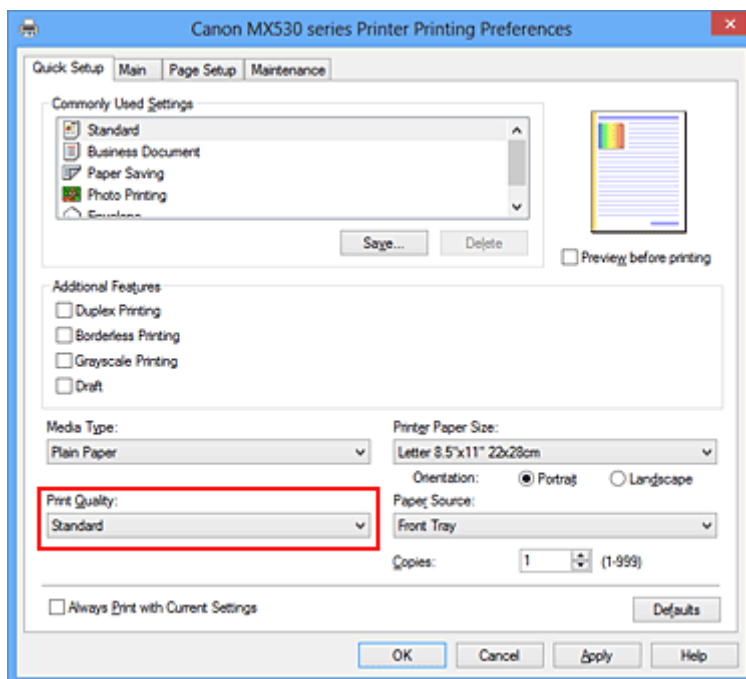 Canon MX530 series Printer Printing Preferences
Quick Setup Main Page Setup Maintenance
Commonly Used Settings
Standard
Business Document
Paper Saving
Photo Printing
Envelope
Save... Delete
Preview before printing
Additional Features
Duplex Printing
Borderless Printing
Grayscale Printing
Draft
Media Type:
Plain Paper
Printer Paper Size:
Letter 8.5"x11" 22x28cm
Orientation: Portrait Landscape
Print Quality:
Standard
Paper Source:
Front Tray
Copies: 1 (1-999)
Always Print with Current Settings
Defaults
OK Cancel Apply Help